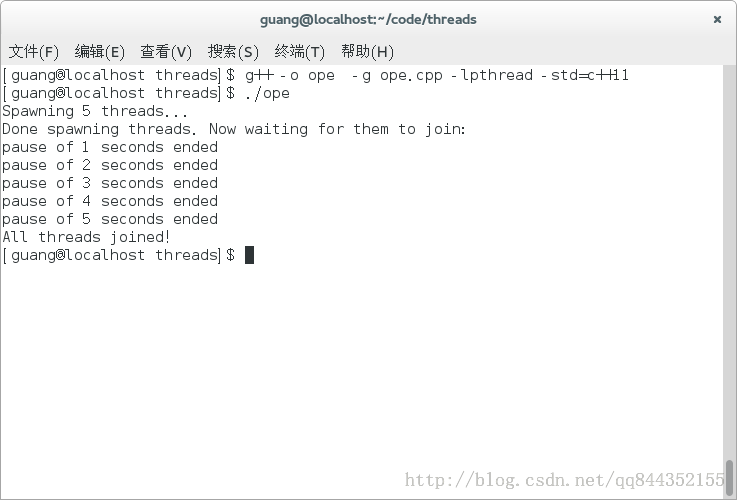 guang@localhost:~/code/threads
文件(F) 编辑(E) 查看(V) 搜索(S) 终端(T) 帮助(H)
[guang@localhost threads]$ g++ -o ope  -g ope.cpp -lpthread -std=c++11
[guang@localhost threads]$ ./ope
Spawning 5 threads...
Done spawning threads. Now waiting for them to join:
pause of 1 seconds ended
pause of 2 seconds ended
pause of 3 seconds ended
pause of 4 seconds ended
pause of 5 seconds ended
All threads joined!
[guang@localhost threads]$
http://blog.csdn.net/qq844352155